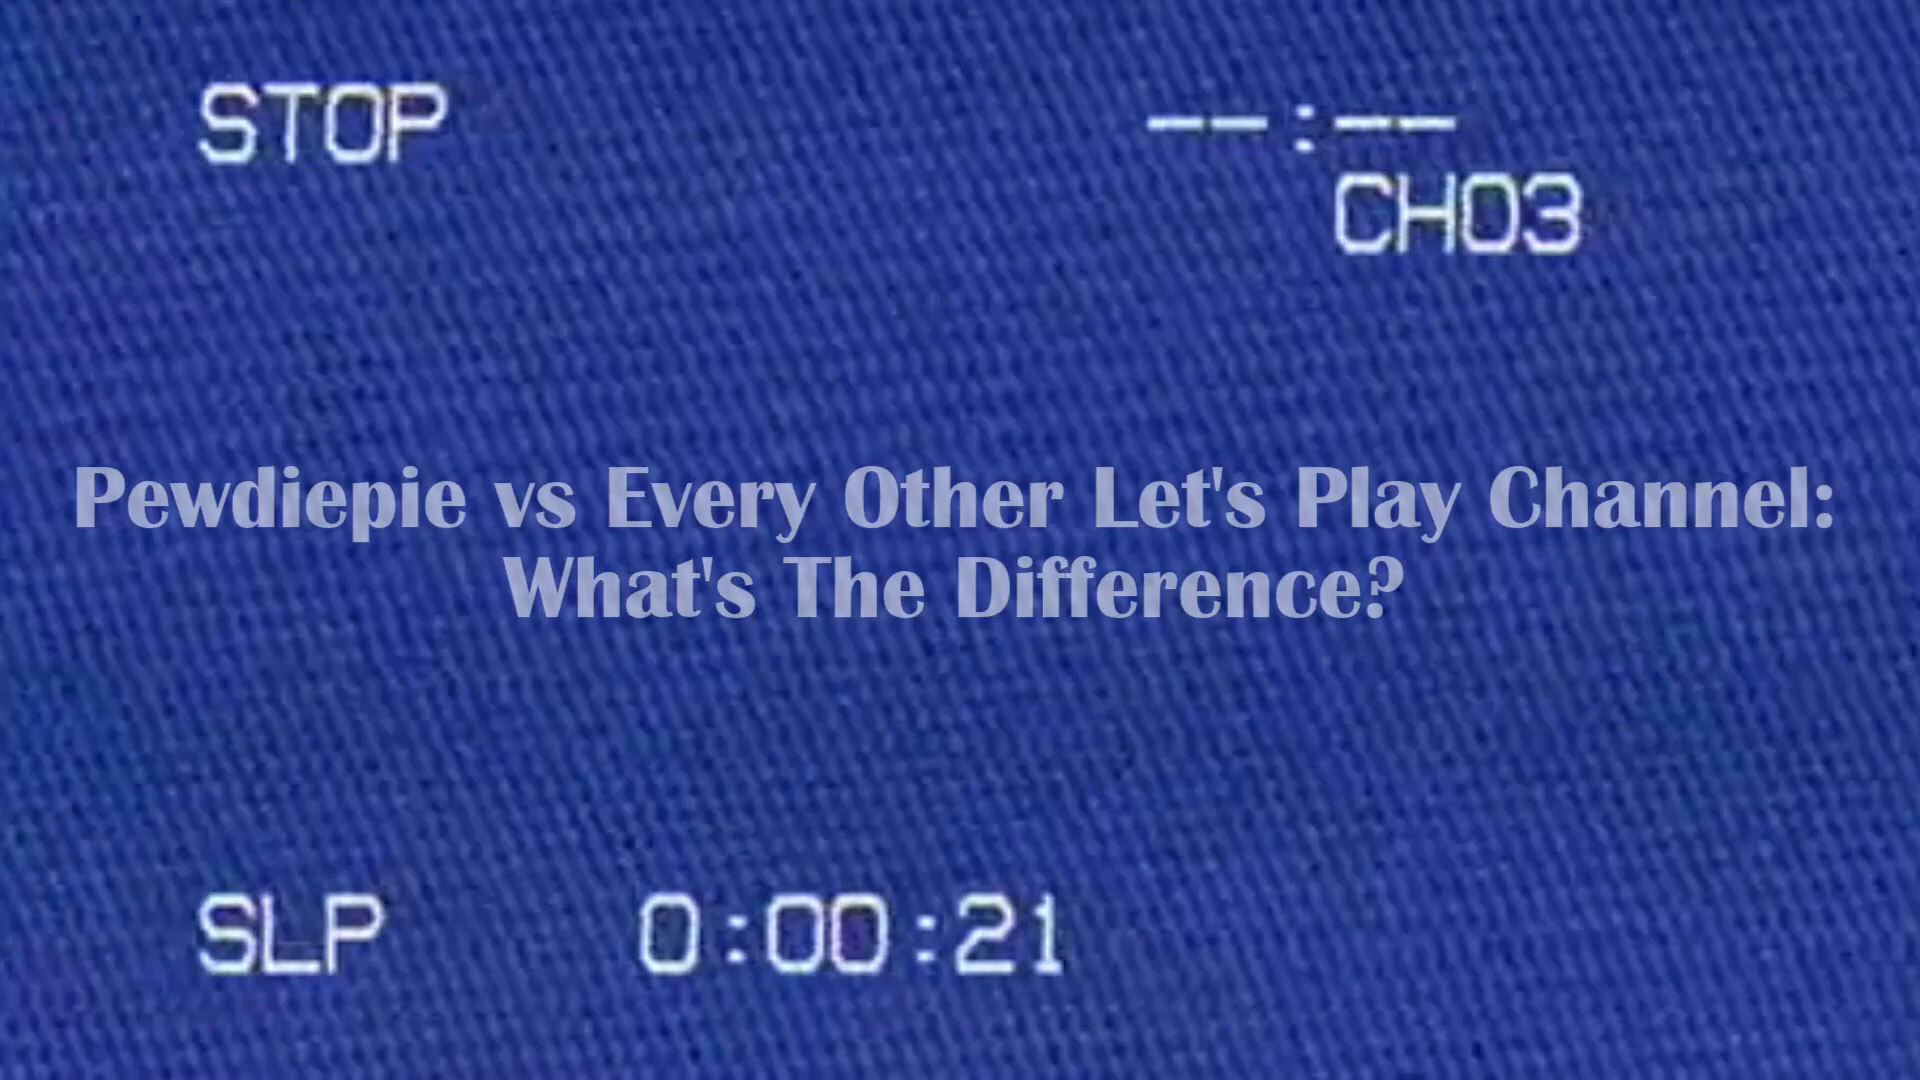 STOP --:--
CH03
Pewdiepie vs Every Other Let's Play Channel:
What's The Difference?
SLP 0:00:21